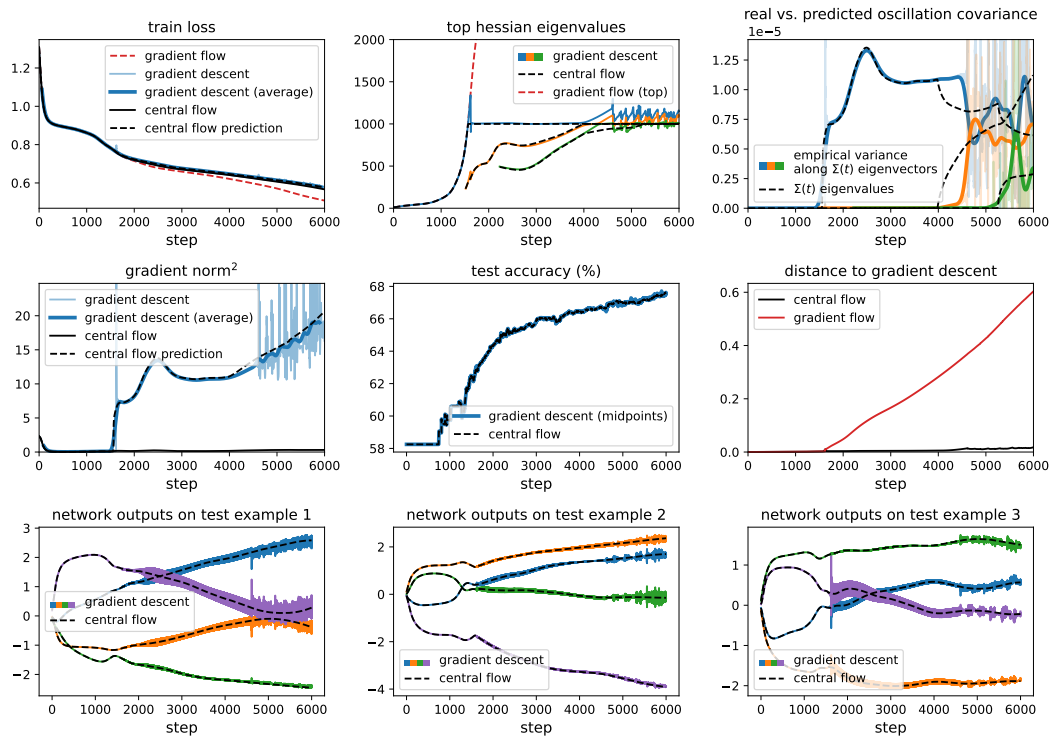 train loss
1.2
1.0
0.8
0.6
gradient flow
gradient descent
gradient descent (average)
central flow
central flow prediction
0 1000 2000 3000 4000 5000 6000
step
top hessian eigenvalues
2000
1500
1000
500
0
gradient descent
central flow
gradient flow (top)
0 1000 2000 3000 4000 5000 6000
step
real vs. predicted oscillation covariance
1e−5
1.25
1.00
0.75
0.50
0.25
0.00
empirical variance
along Σ(t) eigenvectors
Σ(t) eigenvalues
0 1000 2000 3000 4000 5000 6000
step
gradient norm²
20
15
10
5
0
gradient descent
gradient descent (average)
central flow
central flow prediction
0 1000 2000 3000 4000 5000 6000
step
test accuracy (%)
68
66
64
62
60
58
gradient descent (midpoints)
central flow
0 1000 2000 3000 4000 5000 6000
step
distance to gradient descent
0.6
0.4
0.2
0.0
central flow
gradient flow
0 1000 2000 3000 4000 5000 6000
step
network outputs on test example 1
3
2
1
0
−1
−2
gradient descent
central flow
0 1000 2000 3000 4000 5000 6000
step
network outputs on test example 2
2
0
−2
−4
gradient descent
central flow
0 1000 2000 3000 4000 5000 6000
step
network outputs on test example 3
1
0
−1
−2
gradient descent
central flow
0 1000 2000 3000 4000 5000 6000
step